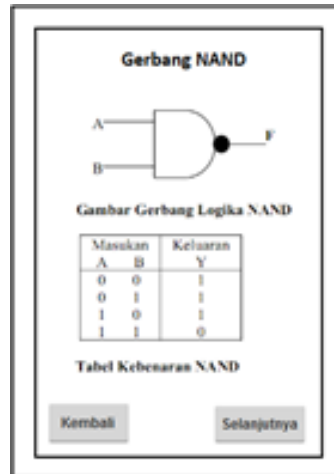 Gerbang NAND
A
F
B
Gambar Gerbang Logika NAND
Masukan Keluaran
A B Y
0 0 1
0 1 1
1 0 1
1 1 0
Tabel Kebenaran NAND
Kembali Selanjutnya